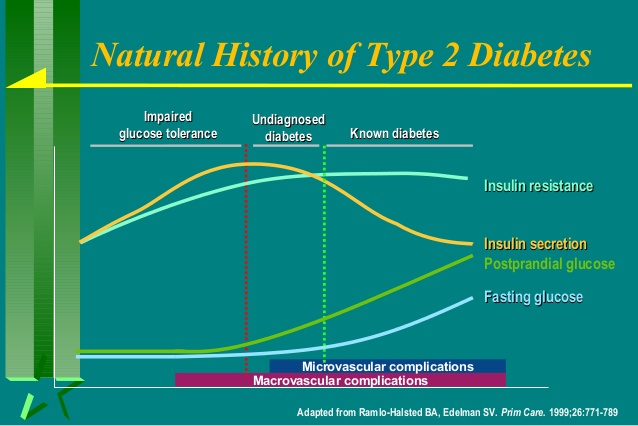 Natural History of Type 2 Diabetes
Impaired
glucose tolerance
Undiagnosed
diabetes
Known diabetes
Insulin resistance
Insulin secretion
Postprandial glucose
Fasting glucose
Microvascular complications
Macrovascular complications
Adapted from Ramlo-Halsted BA, Edelman SV. Prim Care. 1999;26:771-789